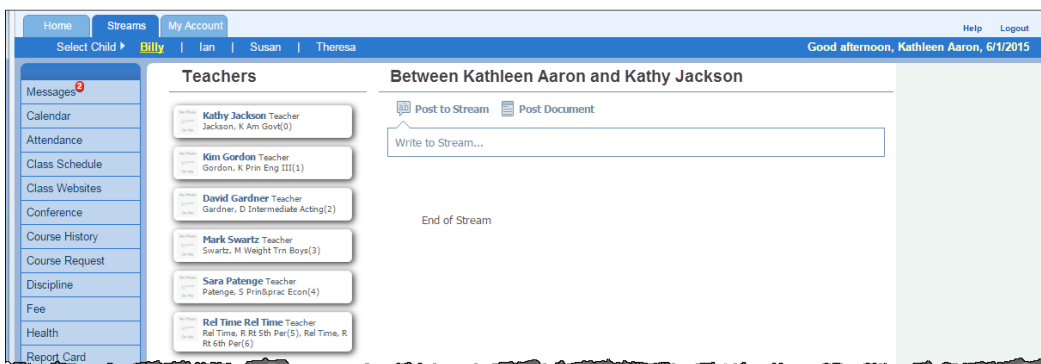 Home Streams My Account
Help Logout
Select Child Billy | Ian | Susan | Theresa
Good afternoon, Kathleen Aaron, 6/1/2015
Messages 2
Calendar
Attendance
Class Schedule
Class Websites
Conference
Course History
Course Request
Discipline
Fee
Health
Report Card
Teachers
Kathy Jackson Teacher
Jackson, K Am Govt(0)
Kim Gordon Teacher
Gordon, K Prin Eng III(1)
David Gardner Teacher
Gardner, D Intermediate Acting(2)
Mark Swartz Teacher
Swartz, M Weight Trn Boys(3)
Sara Patenge Teacher
Patenge, S Prin&prac Econ(4)
Rel Time Rel Time Teacher
Rel Time, R Rt 5th Per(5), Rel Time, R
Rt 6th Per(6)
Between Kathleen Aaron and Kathy Jackson
Post to Stream Post Document
Write to Stream...
End of Stream